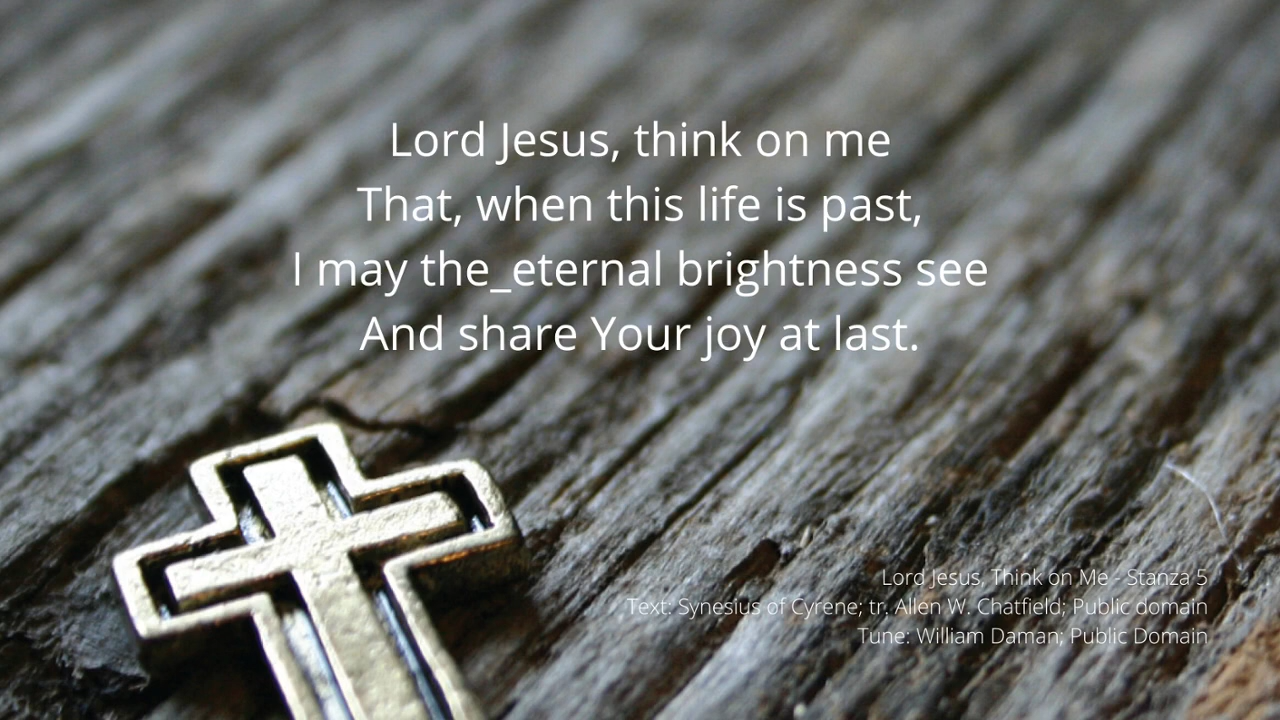 Lord Jesus, think on me
That, when this life is past,
I may the_eternal brightness see
And share Your joy at last.
Lord Jesus, Think on Me - Stanza 5
Text: Synesius of Cyrene; tr. Allen W. Chatfield; Public domain
Tune: William Daman; Public Domain